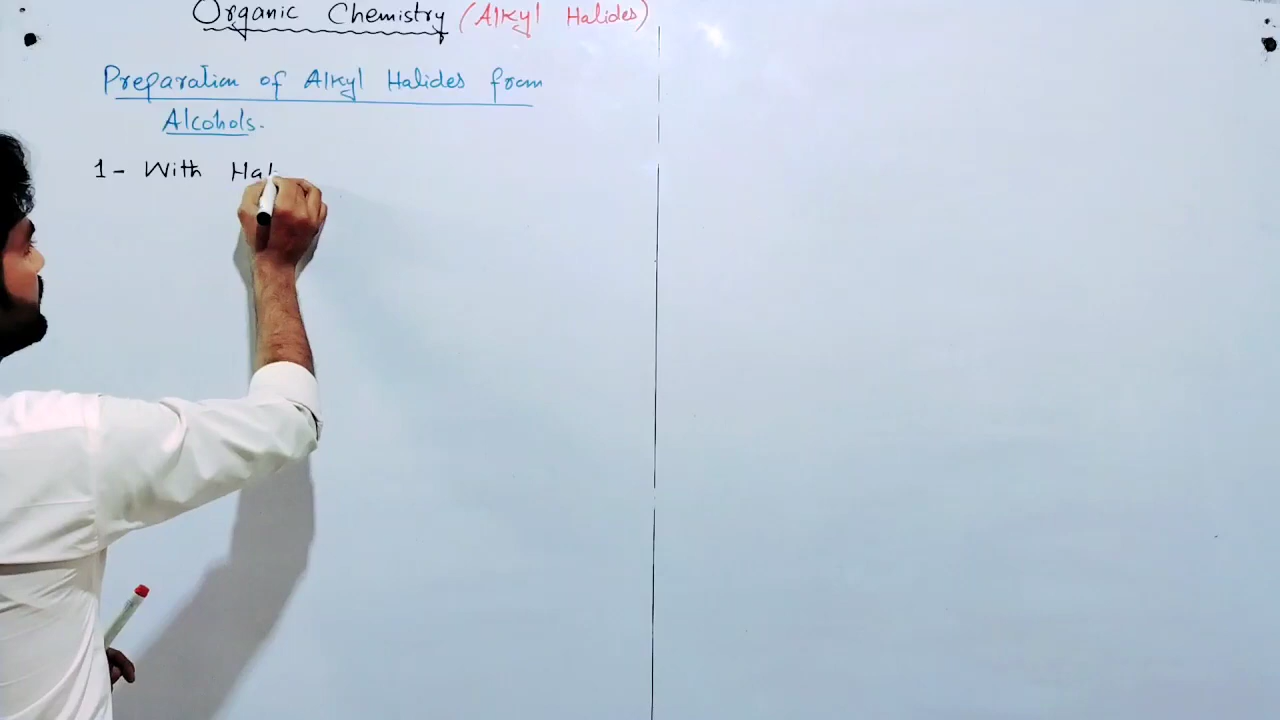 Organic Chemistry (Alkyl Halides)
Preparation of Alkyl Halides from
Alcohols.
1- With Hal